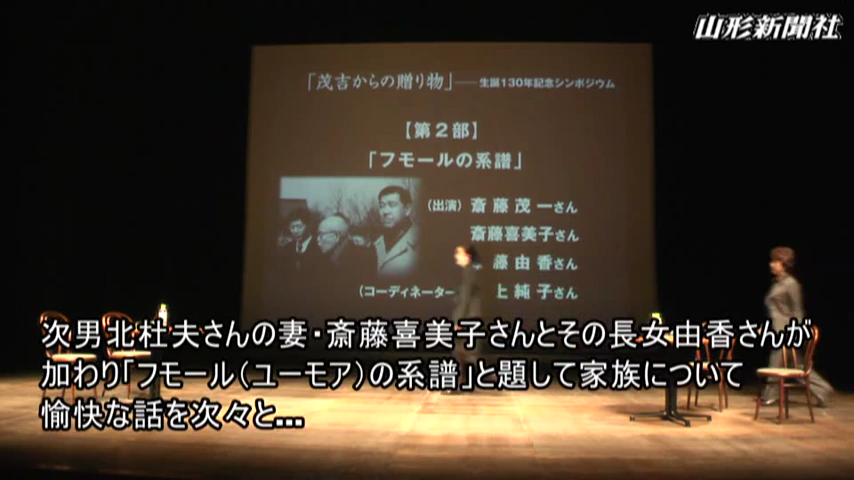 山形新聞社
「茂吉からの贈り物」──生誕130年記念シンポジウム
【第2部】
「フモールの系譜」
(出演) 斎藤茂一さん
斎藤喜美子さん
藤由香さん
(コーディネーター 上純子さん
次男北杜夫さんの妻・斎藤喜美子さんとその長女由香さんが
加わり「フモール(ユーモア)の系譜」と題して家族について
愉快な話を次々と...